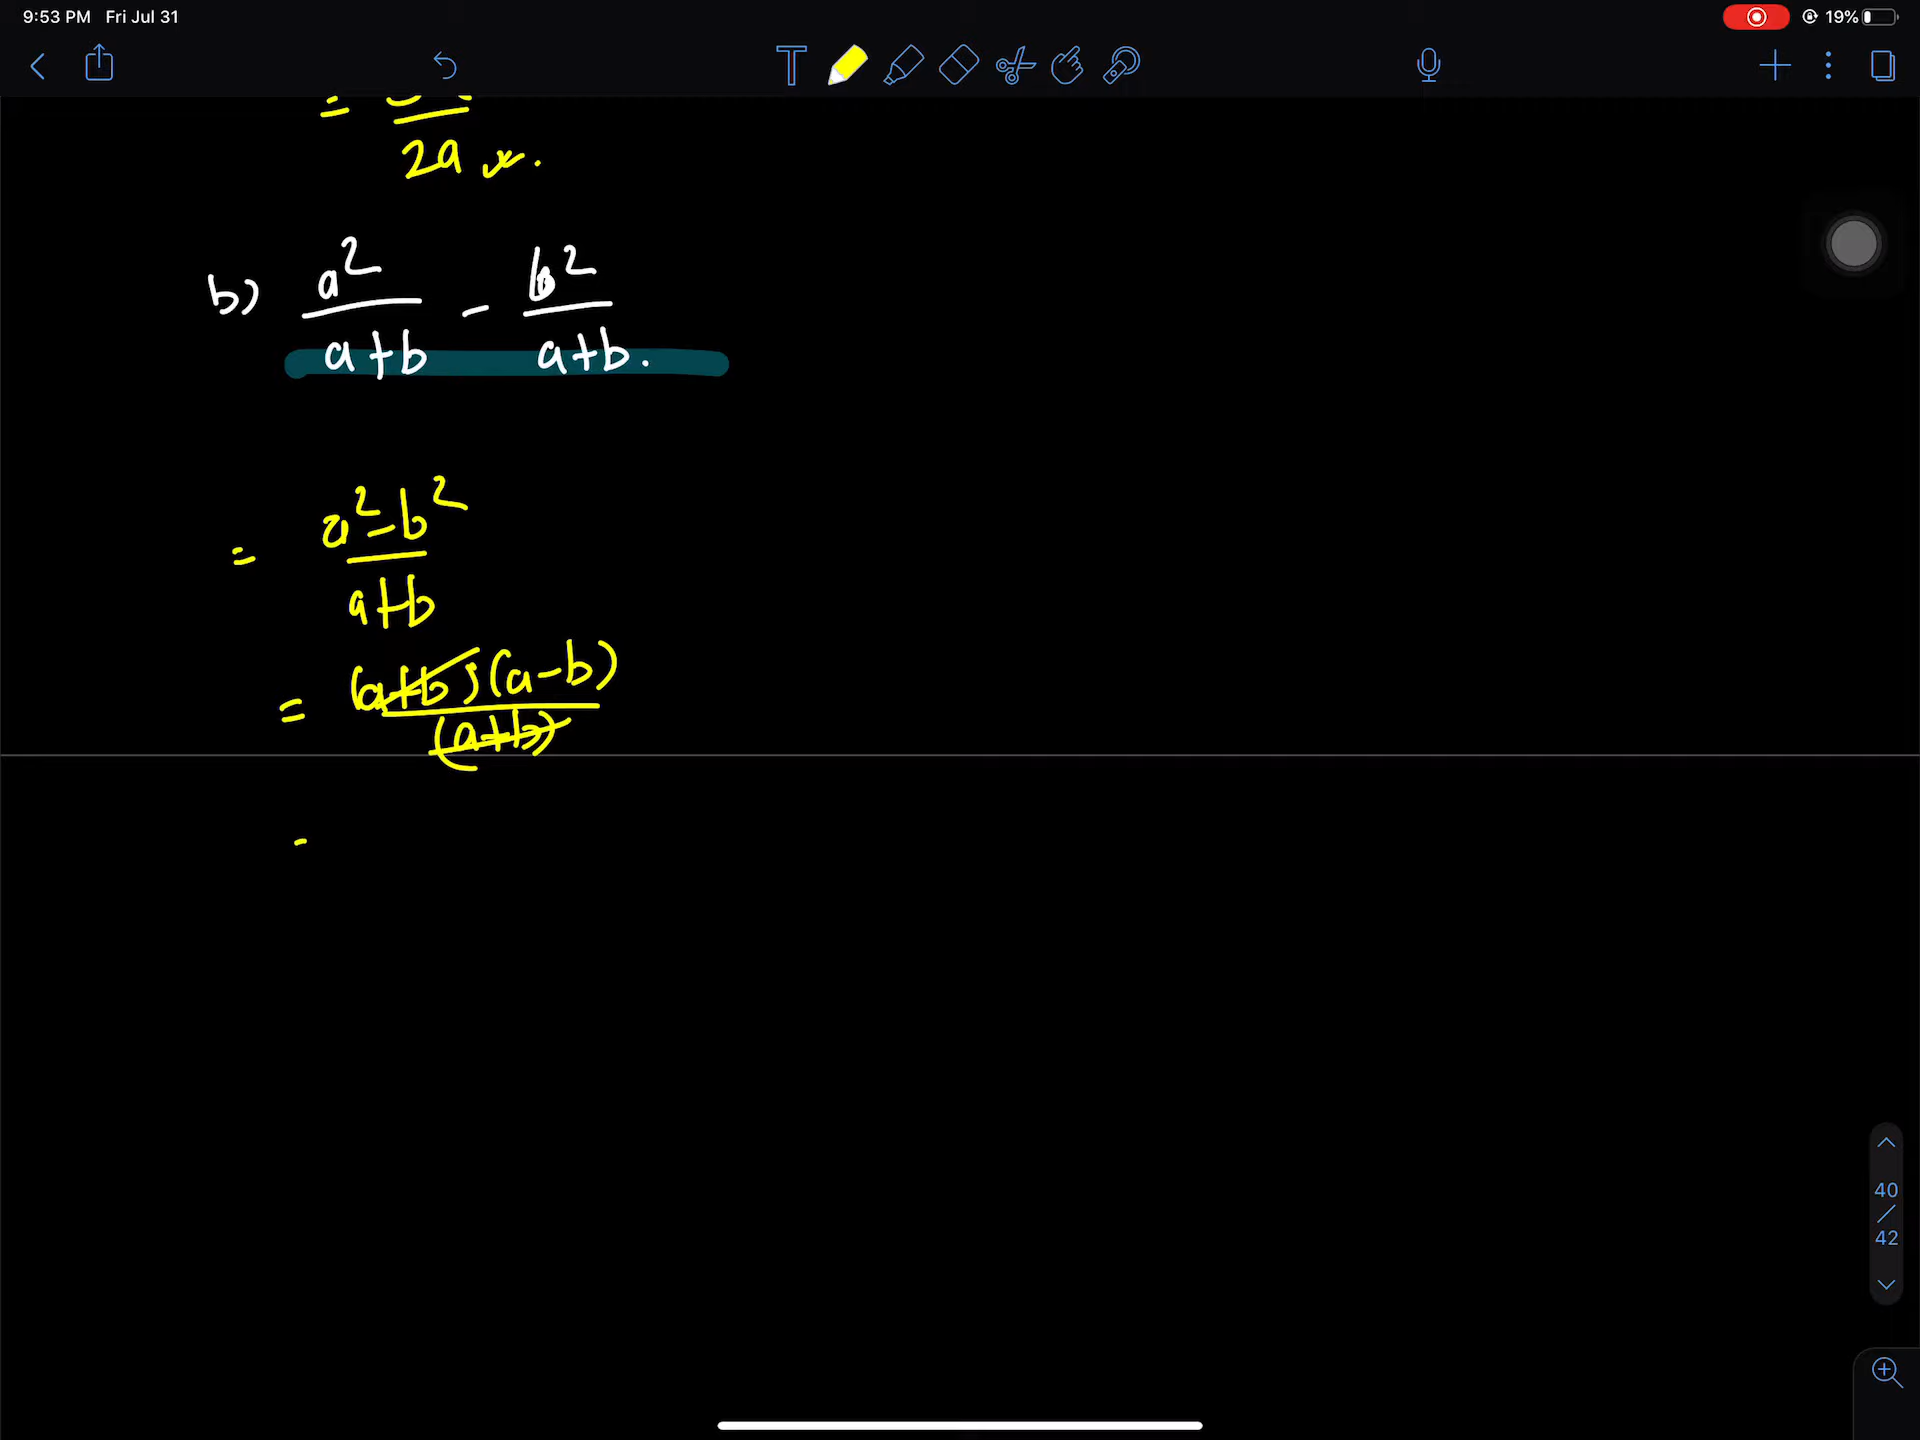 9:53 PM Fri Jul 31 19%
=
2a
b) a²/a+b - b²/a+b.
= a²-b²/a+b
= (a+b)(a-b)/(a+b)
-
40
/
42